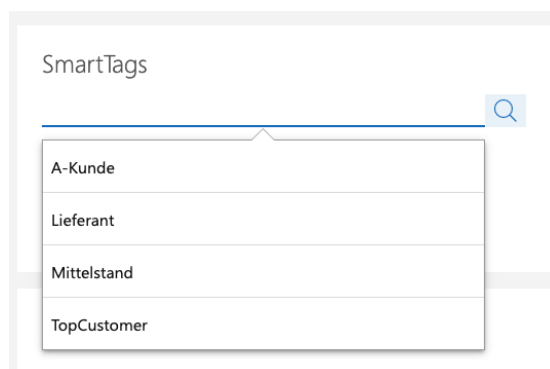 SmartTags
A-Kunde
Lieferant
Mittelstand
TopCustomer